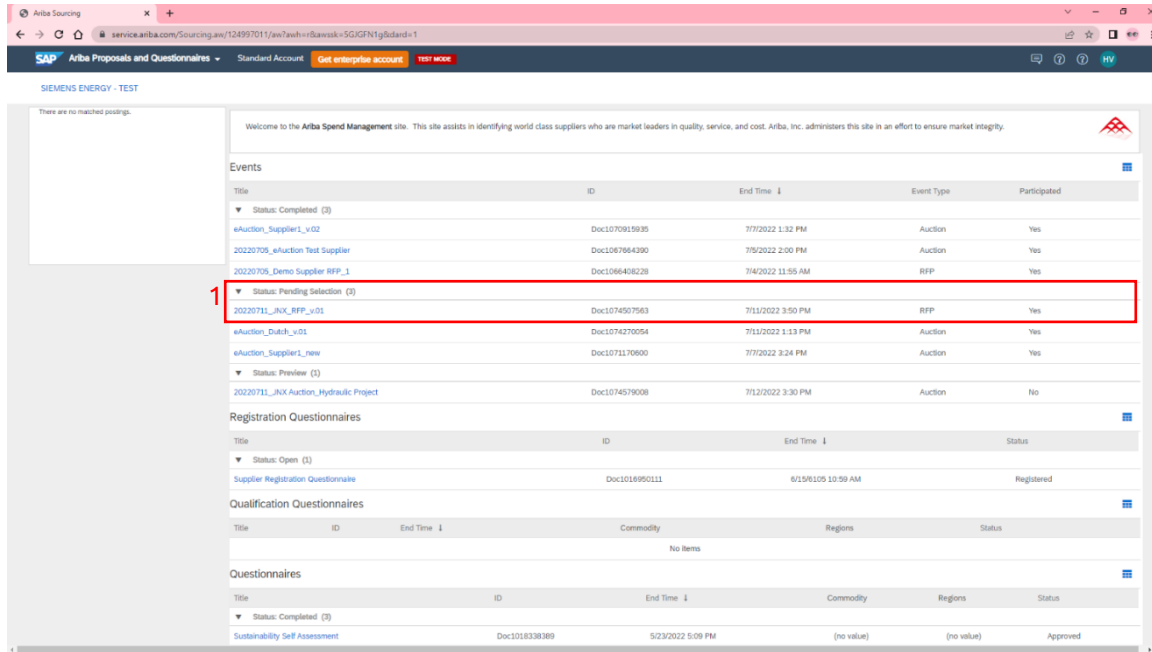 Ariba Sourcing
service.ariba.com/Sourcing.aw/124997011/aw?awh=r&awssk=5GJGFN1g&dard=1
SAP Ariba Proposals and Questionnaires Standard Account Get enterprise account TEST MODE HV
SIEMENS ENERGY - TEST
There are no matched postings.
Welcome to the Ariba Spend Management site. This site assists in identifying world class suppliers who are market leaders in quality, service, and cost. Ariba, Inc. administers this site in an effort to ensure market integrity.
Events
Title ID End Time ↓ Event Type Participated
▼ Status: Completed (3)
eAuction_Supplier1_v.02 Doc1070915935 7/7/2022 1:32 PM Auction Yes
20220705_eAuction Test Supplier Doc1067664390 7/5/2022 2:00 PM Auction Yes
20220705_Demo Supplier RFP_1 Doc1066408228 7/4/2022 11:55 AM RFP Yes
1 ▼ Status: Pending Selection (3)
20220711_JNX_RFP_v.01 Doc1074507563 7/11/2022 3:50 PM RFP Yes
eAuction_Dutch_v.01 Doc1074270054 7/11/2022 1:13 PM Auction Yes
eAuction_Supplier1_new Doc1071170600 7/7/2022 3:24 PM Auction Yes
▼ Status: Preview (1)
20220711_JNX Auction_Hydraulic Project Doc1074579008 7/12/2022 3:30 PM Auction No
Registration Questionnaires
Title ID End Time ↓ Status
▼ Status: Open (1)
Supplier Registration Questionnaire Doc1016950111 6/15/6105 10:59 AM Registered
Qualification Questionnaires
Title ID End Time ↓ Commodity Regions Status
No items
Questionnaires
Title ID End Time ↓ Commodity Regions Status
▼ Status: Completed (3)
Sustainability Self Assessment Doc1018338389 5/23/2022 5:09 PM (no value) (no value) Approved